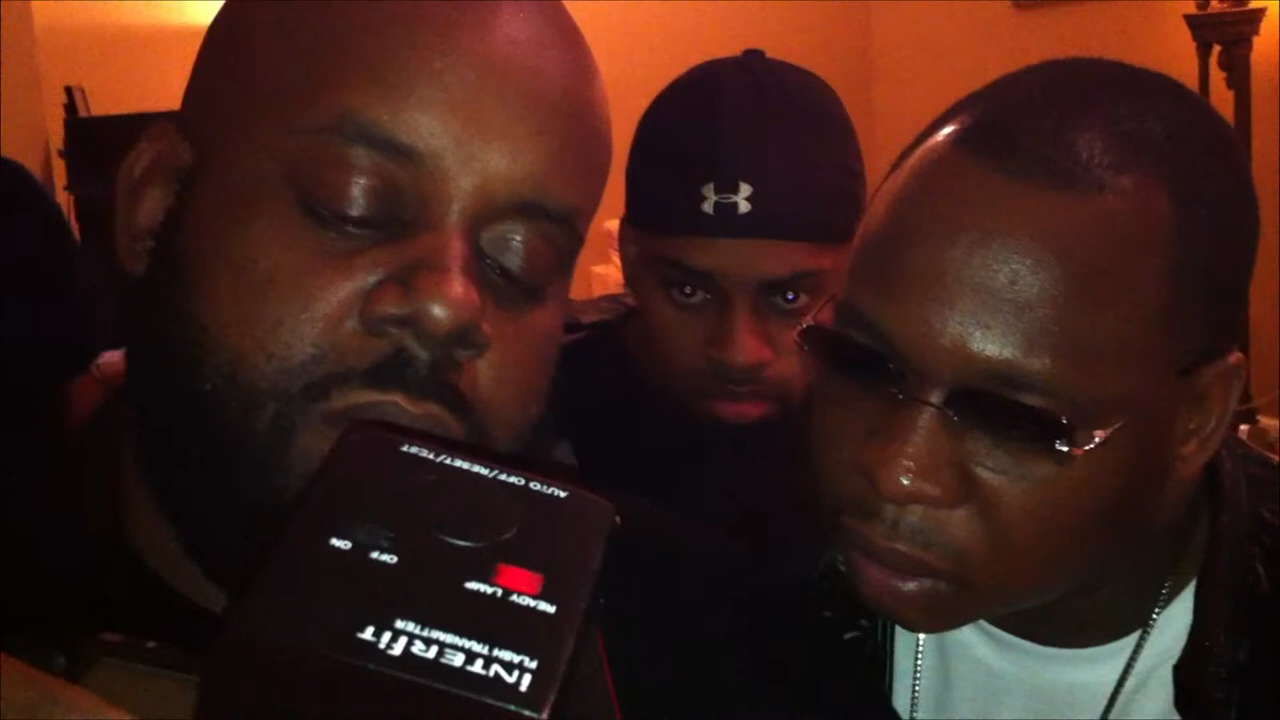 iNTERfiT
FLASH TRANSMITTER
READY LAMP
OFF ON
AUTO OFF/RESET/TEST